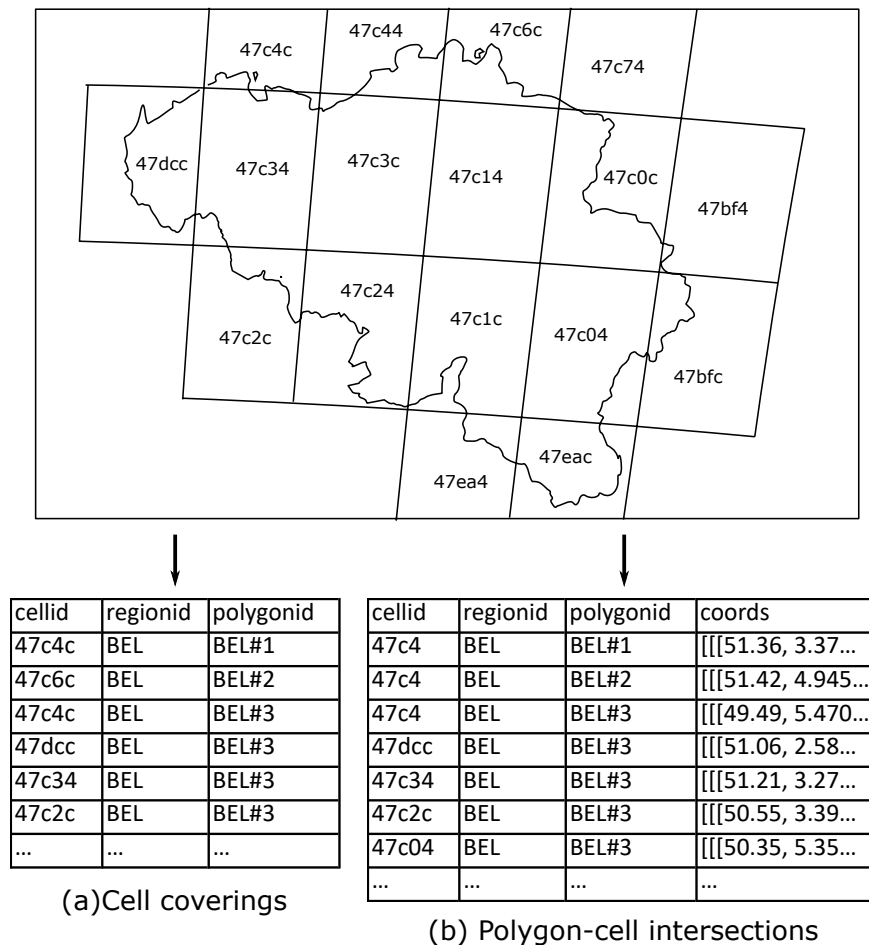 47c4c
47c44
47c6c
47c74
47dcc
47c34
47c3c
47c14
47c0c
47bf4
47c2c
47c24
47c1c
47c04
47bfc
47ea4
47eac
cellid regionid polygonid
47c4c BEL BEL#1
47c6c BEL BEL#2
47c4c BEL BEL#3
47dcc BEL BEL#3
47c34 BEL BEL#3
47c2c BEL BEL#3
... ... ...
(a)Cell coverings
cellid regionid polygonid coords
47c4 BEL BEL#1 [[[51.36, 3.37...
47c4 BEL BEL#2 [[[51.42, 4.945...
47c4 BEL BEL#3 [[[49.49, 5.470...
47dcc BEL BEL#3 [[[51.06, 2.58...
47c34 BEL BEL#3 [[[51.21, 3.27...
47c2c BEL BEL#3 [[[50.55, 3.39...
47c04 BEL BEL#3 [[[50.35, 5.35...
... ... ... ...
(b) Polygon-cell intersections